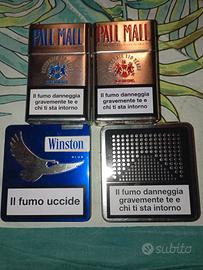 PALL MALL
PALL MALL
Il fumo danneggia
gravemente te e
chi ti sta intorno
Il fumo danneggia
gravemente te e
chi ti sta intorno
Winston
BLUE
Il fumo uccide
Il fumo danneggia
gravemente te e
chi ti sta intorno
subito